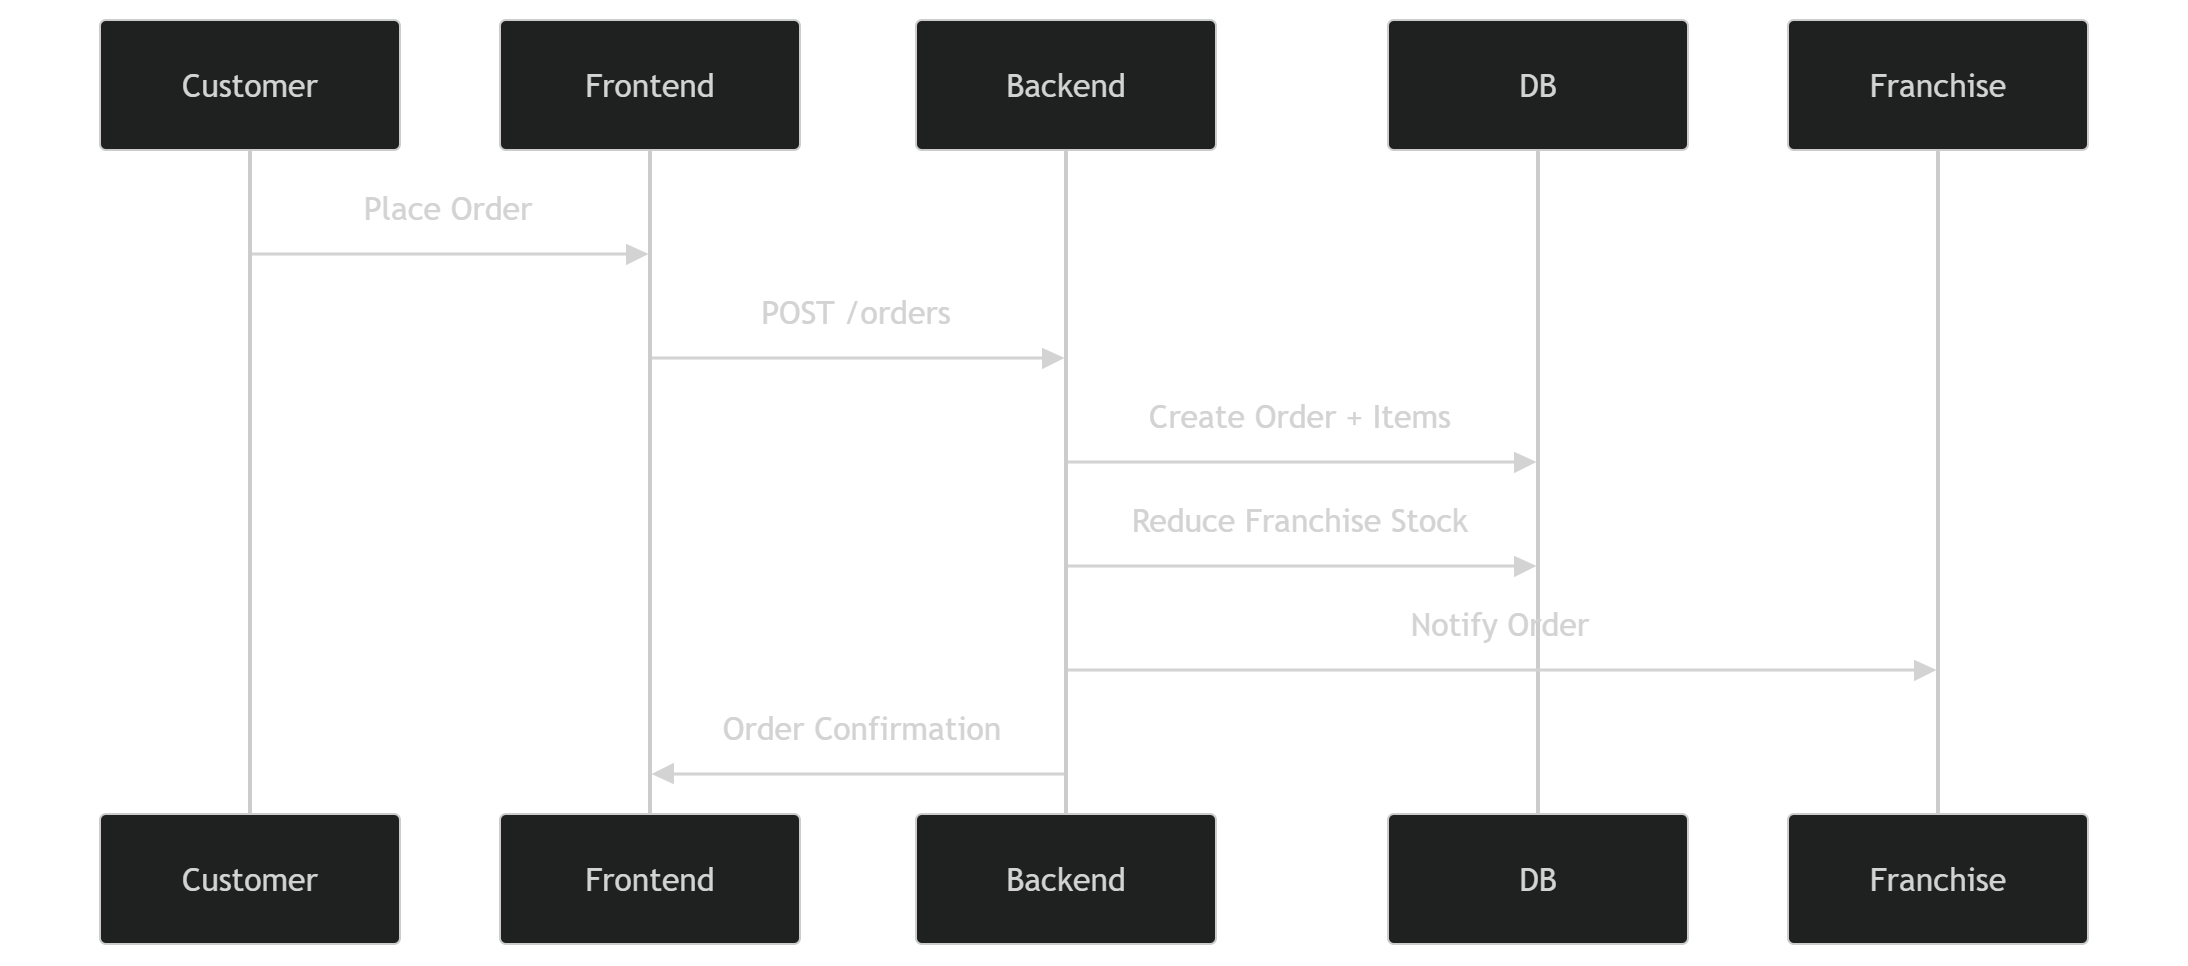 Customer
Frontend
Backend
DB
Franchise
Place Order
POST /orders
Create Order + Items
Reduce Franchise Stock
Notify Order
Order Confirmation
Customer
Frontend
Backend
DB
Franchise